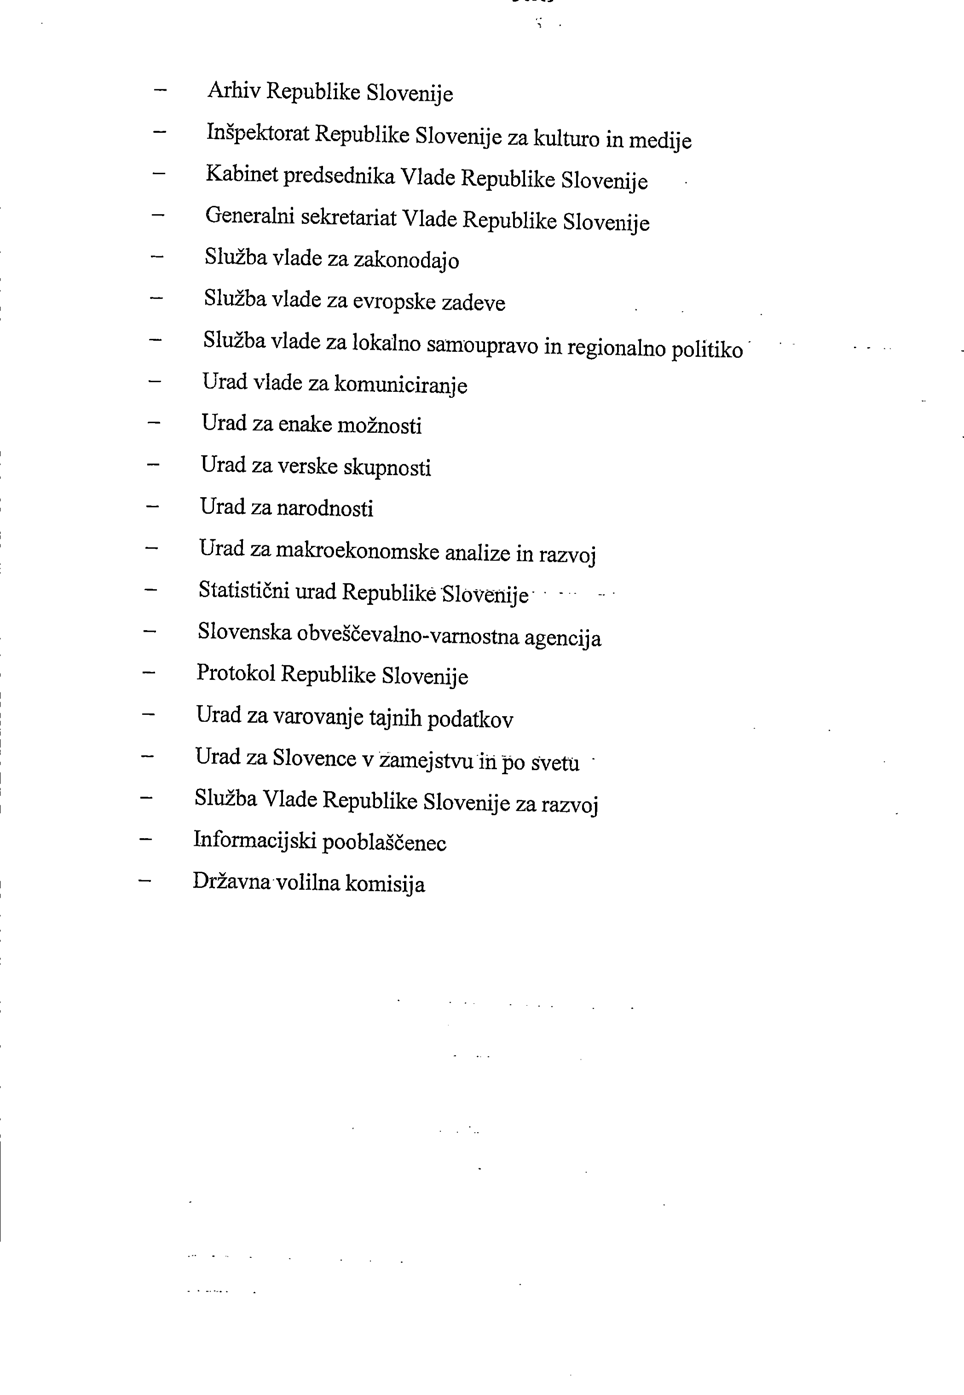 – Arhiv Republike Slovenije
– Inšpektorat Republike Slovenije za kulturo in medije
– Kabinet predsednika Vlade Republike Slovenije
– Generalni sekretariat Vlade Republike Slovenije
– Služba vlade za zakonodajo
– Služba vlade za evropske zadeve
– Služba vlade za lokalno samoupravo in regionalno politiko
– Urad vlade za komuniciranje
– Urad za enake možnosti
– Urad za verske skupnosti
– Urad za narodnosti
– Urad za makroekonomske analize in razvoj
– Statistični urad Republike Slovenije
– Slovenska obveščevalno-varnostna agencija
– Protokol Republike Slovenije
– Urad za varovanje tajnih podatkov
– Urad za Slovence v zamejstvu in po svetu
– Služba Vlade Republike Slovenije za razvoj
– Informacijski pooblaščenec
– Državna volilna komisija